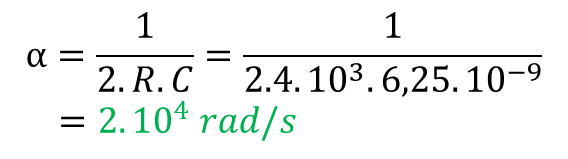 α = 1 / 2. R. C = 1 / 2.4. 10³. 6,25. 10⁻⁹
= 2. 10⁴ rad/s